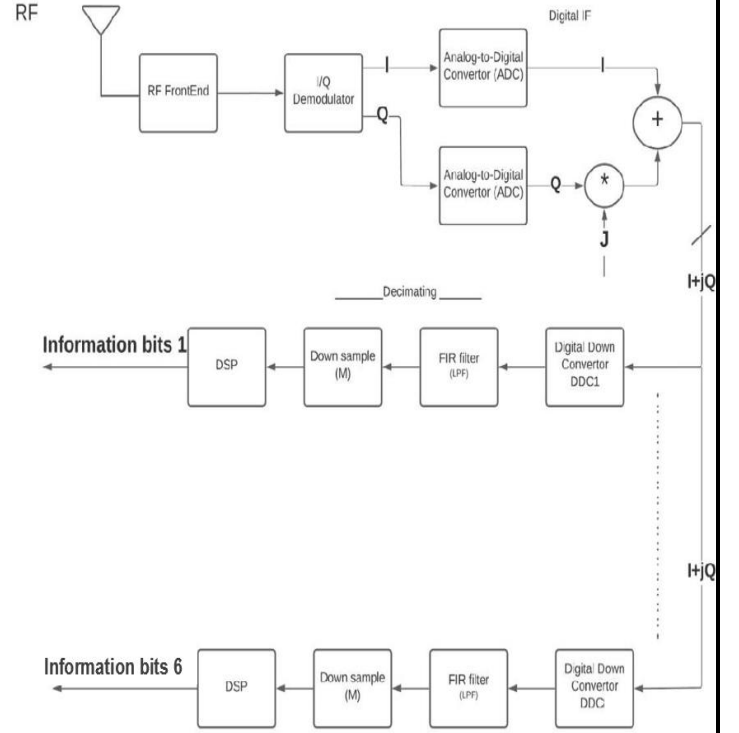 RF
Digital IF
RF FrontEnd
I/Q
Demodulator
I
Analog-to-Digital
Convertor (ADC)
I
+
Q
Analog-to-Digital
Convertor (ADC)
Q
*
J
I+jQ
Decimating
Information bits 1
DSP
Down sample
(M)
FIR filter
(LPF)
Digital Down
Convertor
DDC1
I+jQ
Information bits 6
DSP
Down sample
(M)
FIR filter
(LPF)
Digital Down
Convertor
DDC